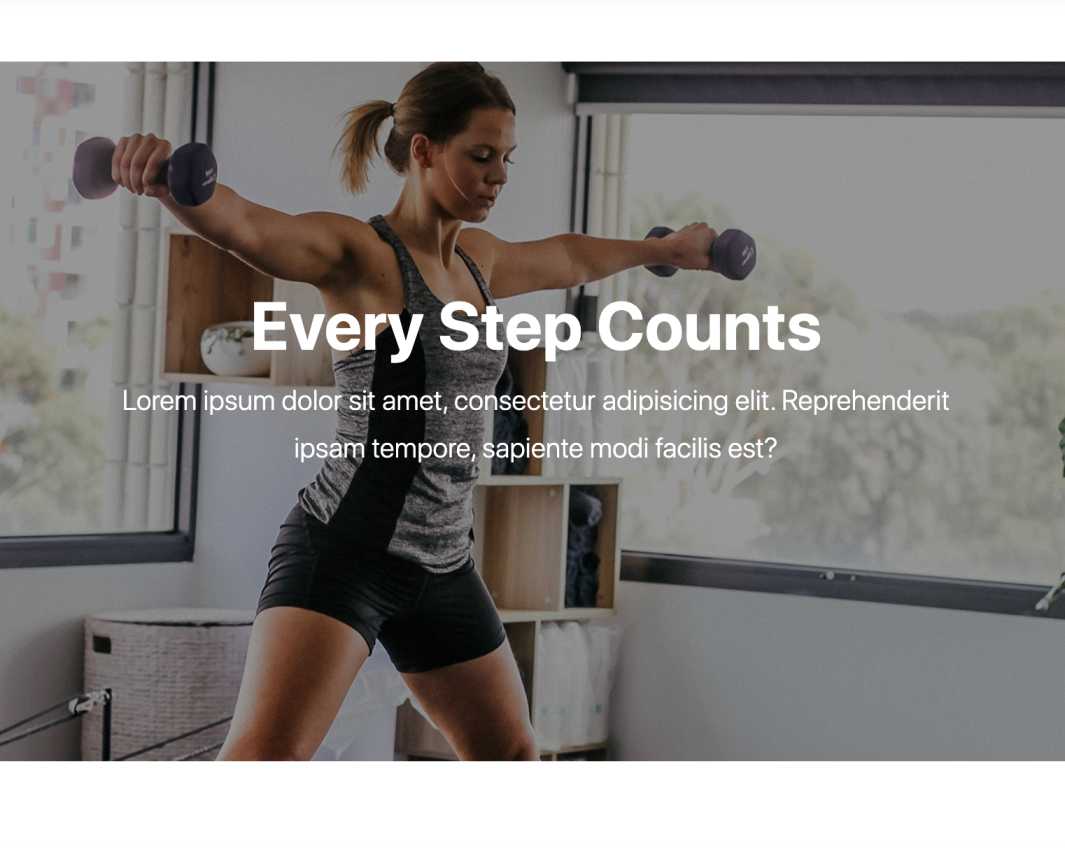 Every Step Counts
Lorem ipsum dolor sit amet, consectetur adipisicing elit. Reprehenderit
ipsam tempore, sapiente modi facilis est?